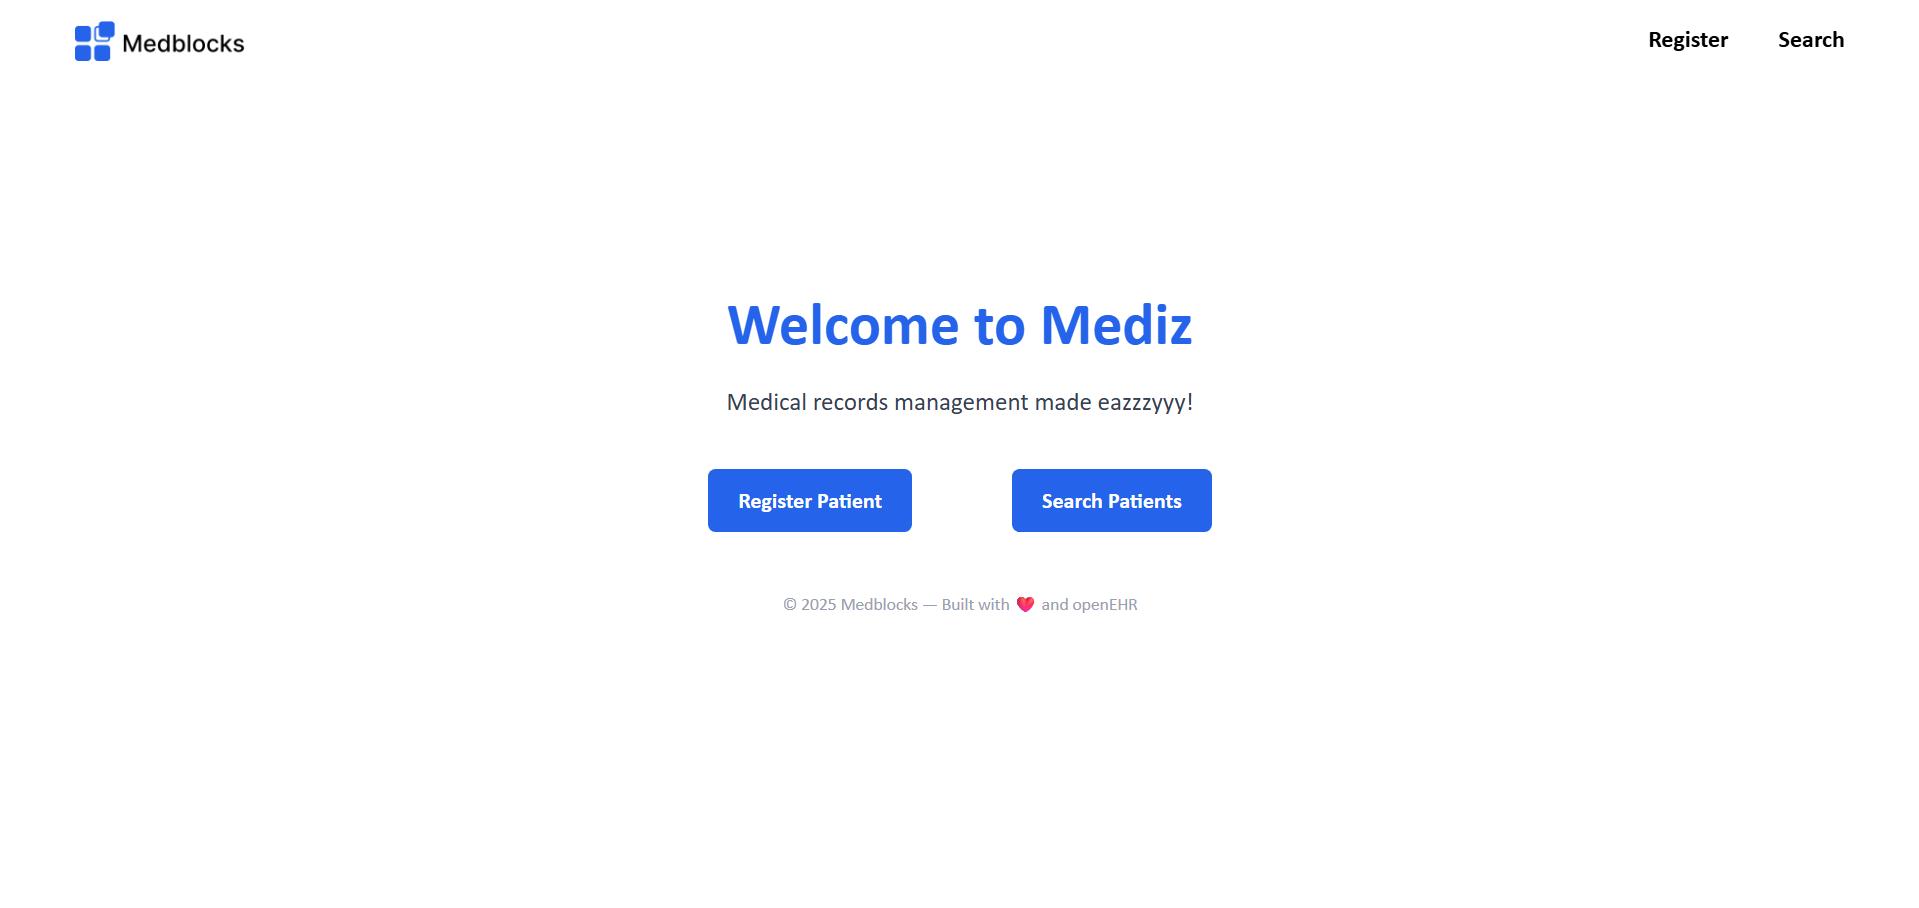 Medblocks
Register
Search
Welcome to Mediz
Medical records management made eazzzyyy!
Register Patient
Search Patients
© 2025 Medblocks — Built with ❤️ and openEHR